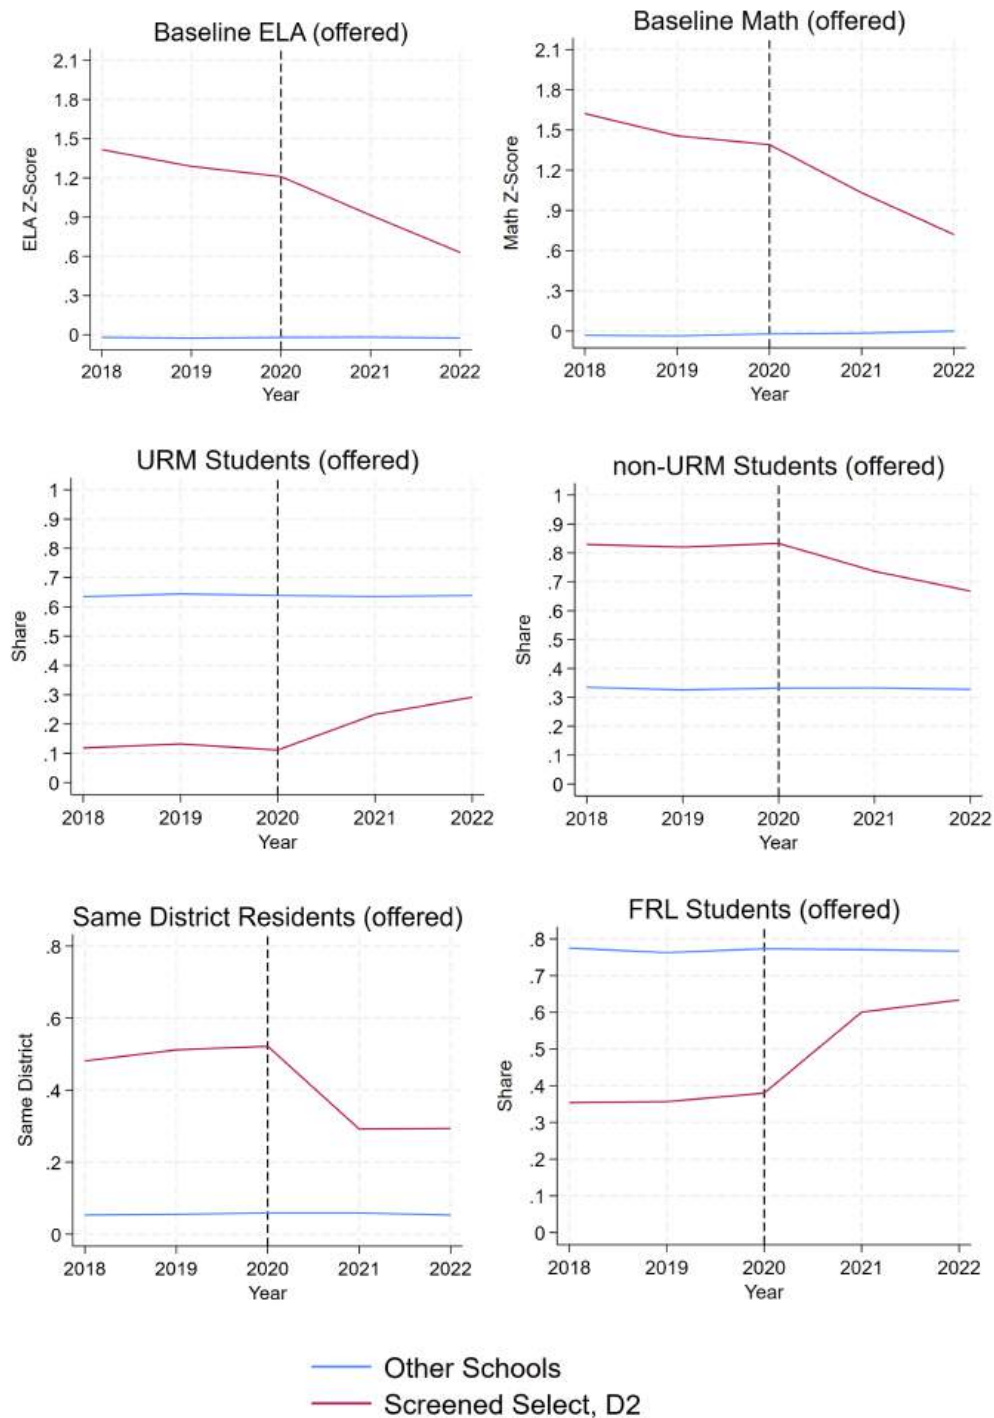 Baseline ELA (offered)
2.1
1.8
1.5
1.2
.9
.6
.3
0
ELA Z-Score
2018 2019 2020 2021 2022
Year
Baseline Math (offered)
2.1
1.8
1.5
1.2
.9
.6
.3
0
Math Z-Score
2018 2019 2020 2021 2022
Year
URM Students (offered)
1
.9
.8
.7
.6
.5
.4
.3
.2
.1
0
Share
2018 2019 2020 2021 2022
Year
non-URM Students (offered)
1
.9
.8
.7
.6
.5
.4
.3
.2
.1
0
Share
2018 2019 2020 2021 2022
Year
Same District Residents (offered)
.8
.6
.4
.2
0
Same District
2018 2019 2020 2021 2022
Year
FRL Students (offered)
.8
.7
.6
.5
.4
.3
.2
.1
0
Share
2018 2019 2020 2021 2022
Year
Other Schools
Screened Select, D2